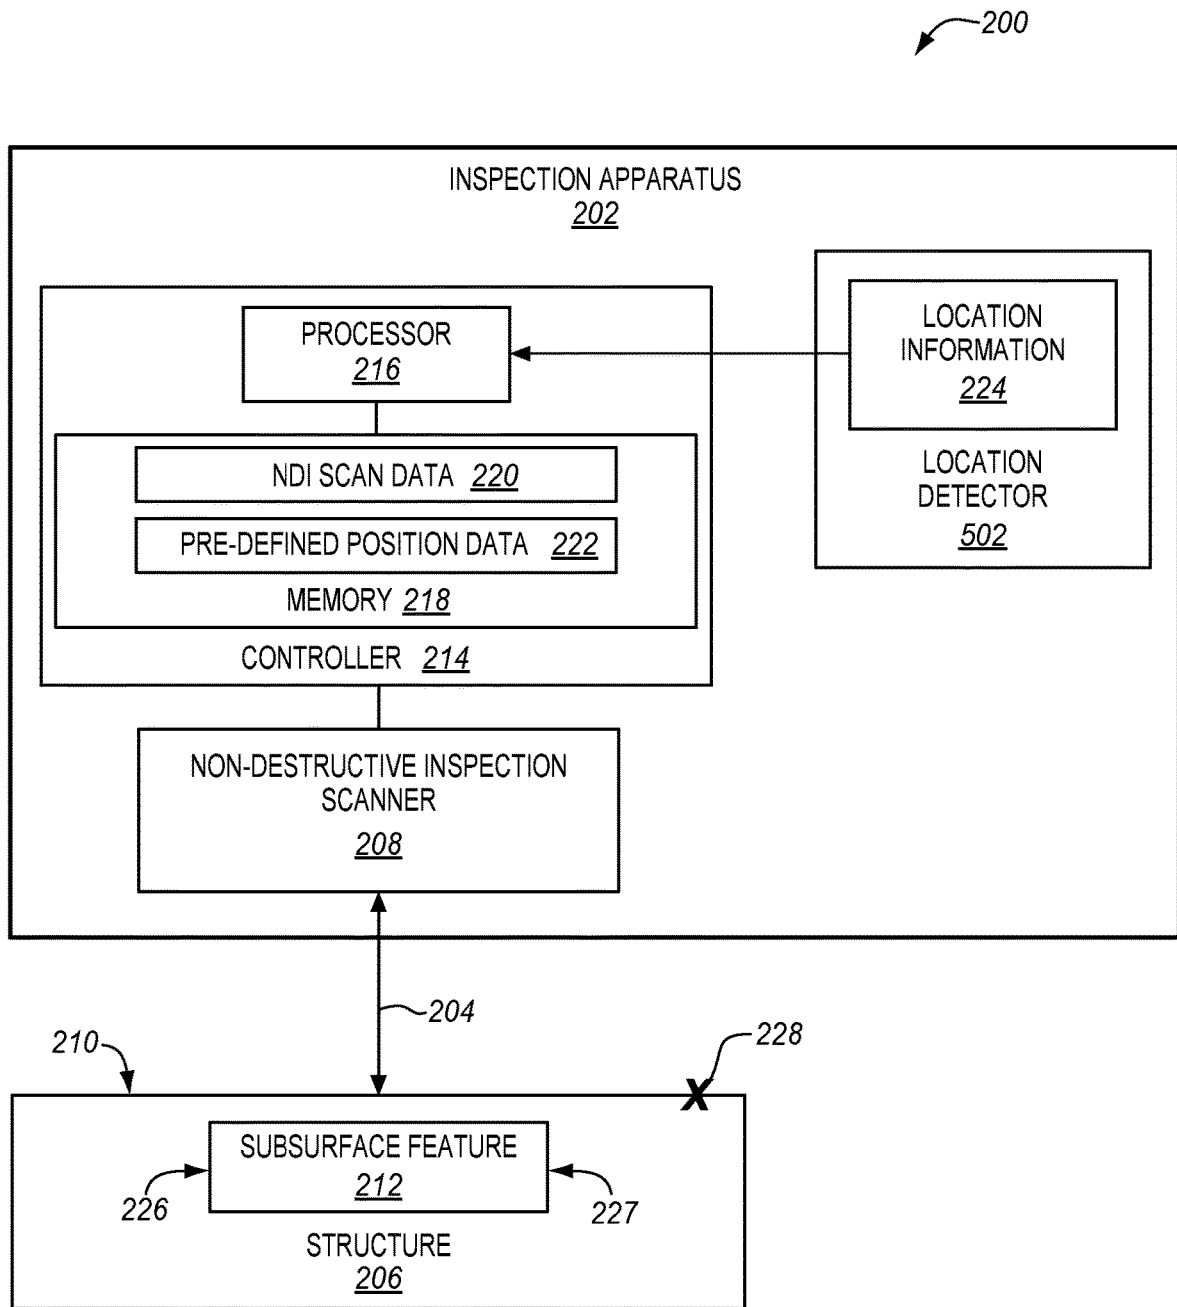 200
INSPECTION APPARATUS
202
PROCESSOR
216
LOCATION
INFORMATION
224
LOCATION
DETECTOR
502
NDI SCAN DATA 220
PRE-DEFINED POSITION DATA 222
MEMORY 218
CONTROLLER 214
NON-DESTRUCTIVE INSPECTION
SCANNER
208
204
210
228
X
SUBSURFACE FEATURE
212
226
227
STRUCTURE
206